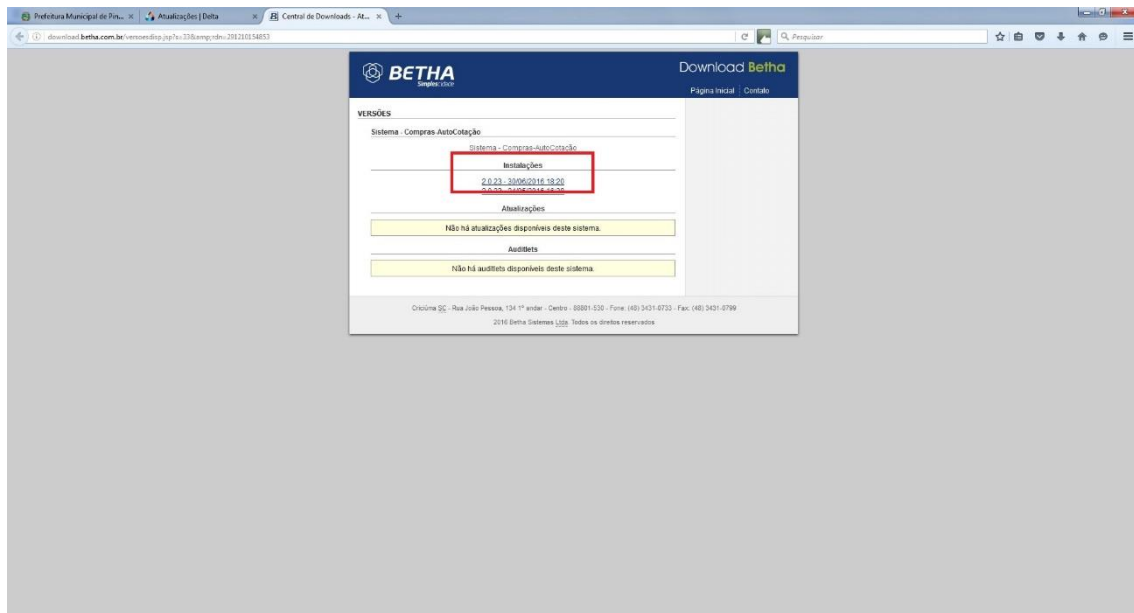 Prefeitura Municipal de Pin...
Atualizações | Delta
Central de Downloads - At...
download.betha.com.br/versoesdisp.jsp?s=33&amp;rdn=201210154853
Pesquisar
BETHA
Simples assim
Download Betha
Página Inicial | Contato
VERSÕES
Sistema - Compras-AutoCotação
Sistema - Compras-AutoCotação
Instalações
2.0.23 - 30/06/2016 18:20
Atualizações
Não há atualizações disponíveis deste sistema.
Auditlets
Não há auditlets disponíveis deste sistema.
Criciúma SC - Rua João Pessoa, 134 1º andar - Centro - 88801-530 - Fone: (48) 3431-0733 - Fax: (48) 3431-0799
2016 Betha Sistemas Ltda. Todos os direitos reservados